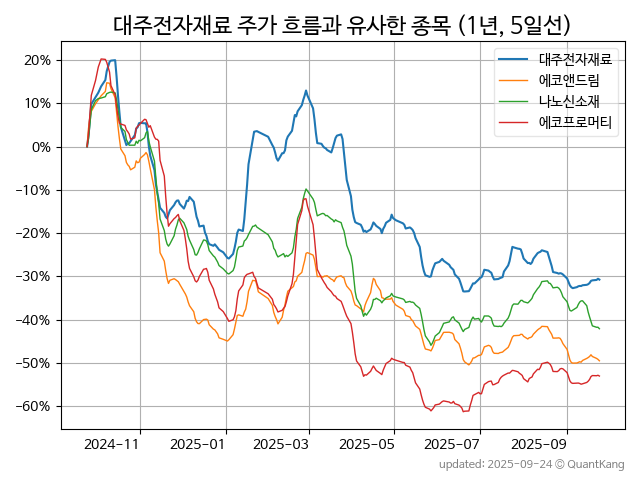 대주전자재료 주가 흐름과 유사한 종목 (1년, 5일선)
대주전자재료
에코앤드림
나노신소재
에코프로머티
20%
10%
0%
−10%
−20%
−30%
−40%
−50%
−60%
2024-11
2025-01
2025-03
2025-05
2025-07
2025-09
updated: 2025-09-24 © QuantKang